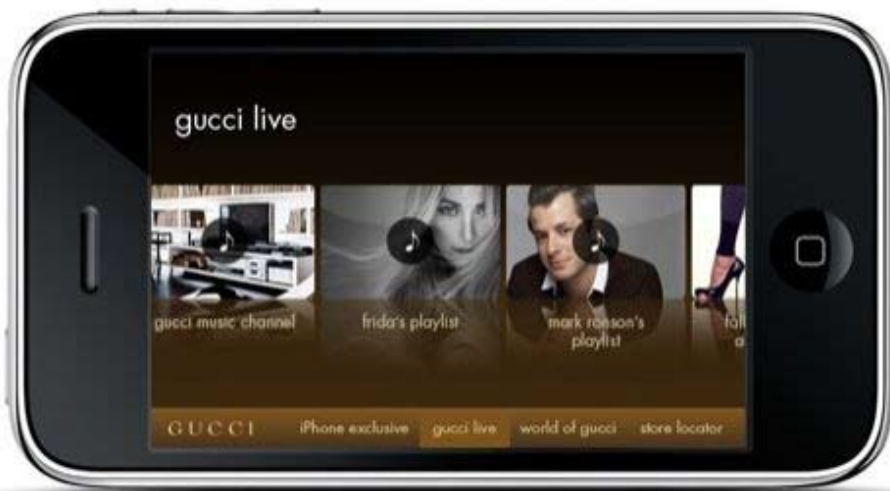 gucci live
gucci music channel
frida's playlist
mark ronson's
playlist
GUCCI
iPhone exclusive
gucci live
world of gucci
store locator